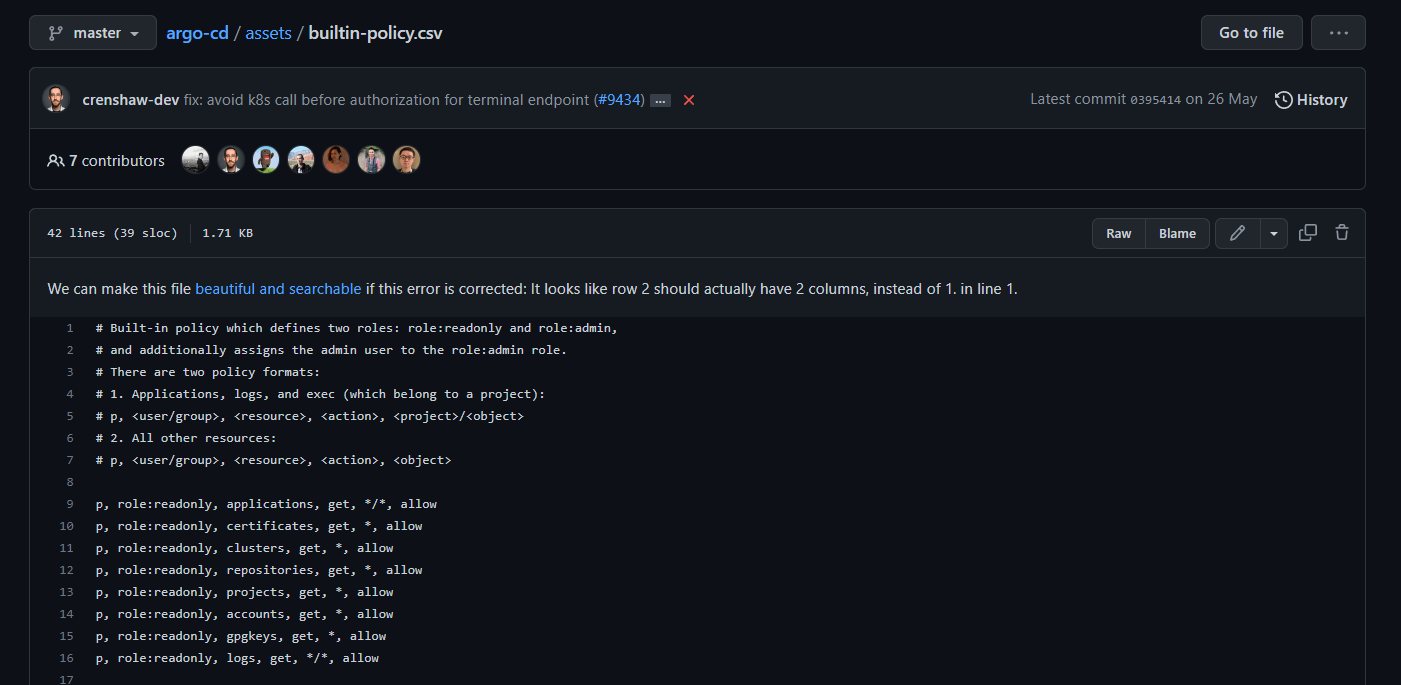 master argo-cd / assets / builtin-policy.csv Go to file ...
crenshaw-dev fix: avoid k8s call before authorization for terminal endpoint (#9434) ... Latest commit 0395414 on 26 May History
7 contributors
42 lines (39 sloc) 1.71 KB Raw Blame
We can make this file beautiful and searchable if this error is corrected: It looks like row 2 should actually have 2 columns, instead of 1. in line 1.
1 # Built-in policy which defines two roles: role:readonly and role:admin,
2 # and additionally assigns the admin user to the role:admin role.
3 # There are two policy formats:
4 # 1. Applications, logs, and exec (which belong to a project):
5 # p, <user/group>, <resource>, <action>, <project>/<object>
6 # 2. All other resources:
7 # p, <user/group>, <resource>, <action>, <object>
8
9 p, role:readonly, applications, get, */*, allow
10 p, role:readonly, certificates, get, *, allow
11 p, role:readonly, clusters, get, *, allow
12 p, role:readonly, repositories, get, *, allow
13 p, role:readonly, projects, get, *, allow
14 p, role:readonly, accounts, get, *, allow
15 p, role:readonly, gpgkeys, get, *, allow
16 p, role:readonly, logs, get, */*, allow
17